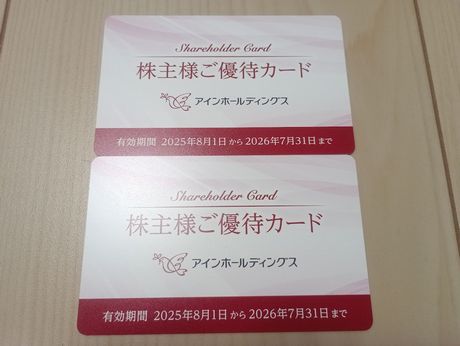 Shareholder Card
株主様ご優待カード
アインホールディングス
有効期間 2025年8月1日から2026年7月31日まで
Shareholder Card
株主様ご優待カード
アインホールディングス
有効期間 2025年8月1日から2026年7月31日まで